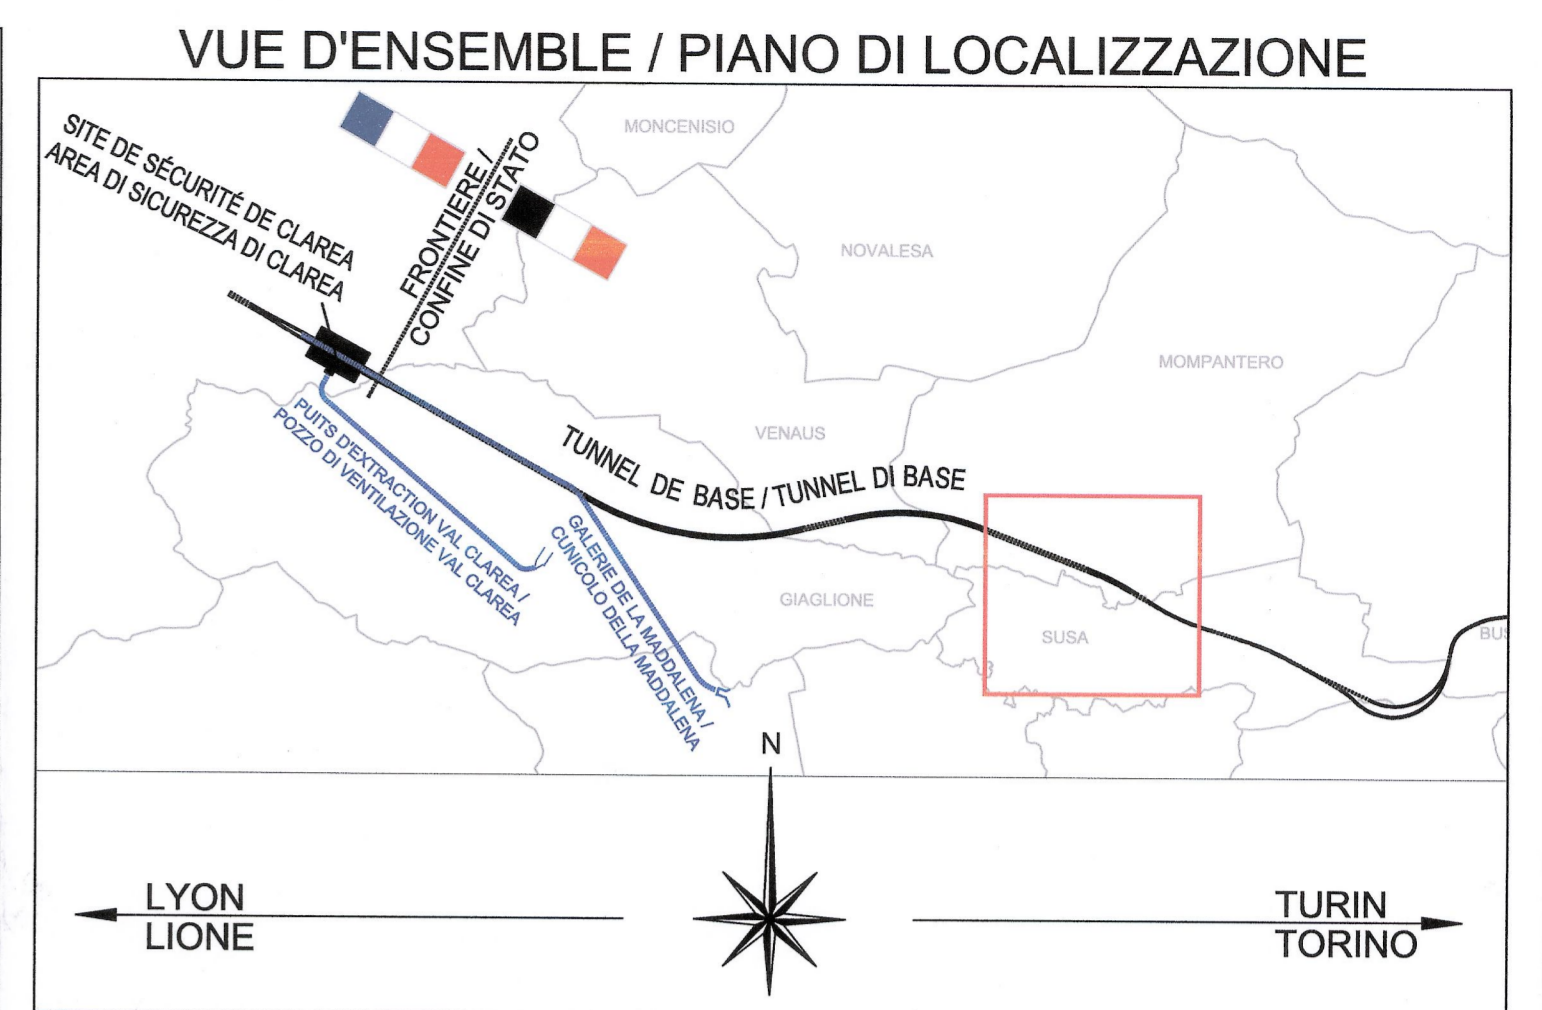 VUE D'ENSEMBLE / PIANO DI LOCALIZZAZIONE
SITE DE SÉCURITÉ DE CLAREA
AREA DI SICUREZZA DI CLAREA
FRONTIERE /
CONFINE DI STATO
MONCENISIO
NOVALESA
MOMPANTERO
VENAUS
TUNNEL DE BASE / TUNNEL DI BASE
PUITS D'EXTRACTION VAL CLAREA /
POZZO DI VENTILAZIONE VAL CLAREA
GALERIE DE LA MADDALENA /
CUNICOLO DELLA MADDALENA
GIAGLIONE
SUSA
BUS
N
LYON
LIONE
TURIN
TORINO